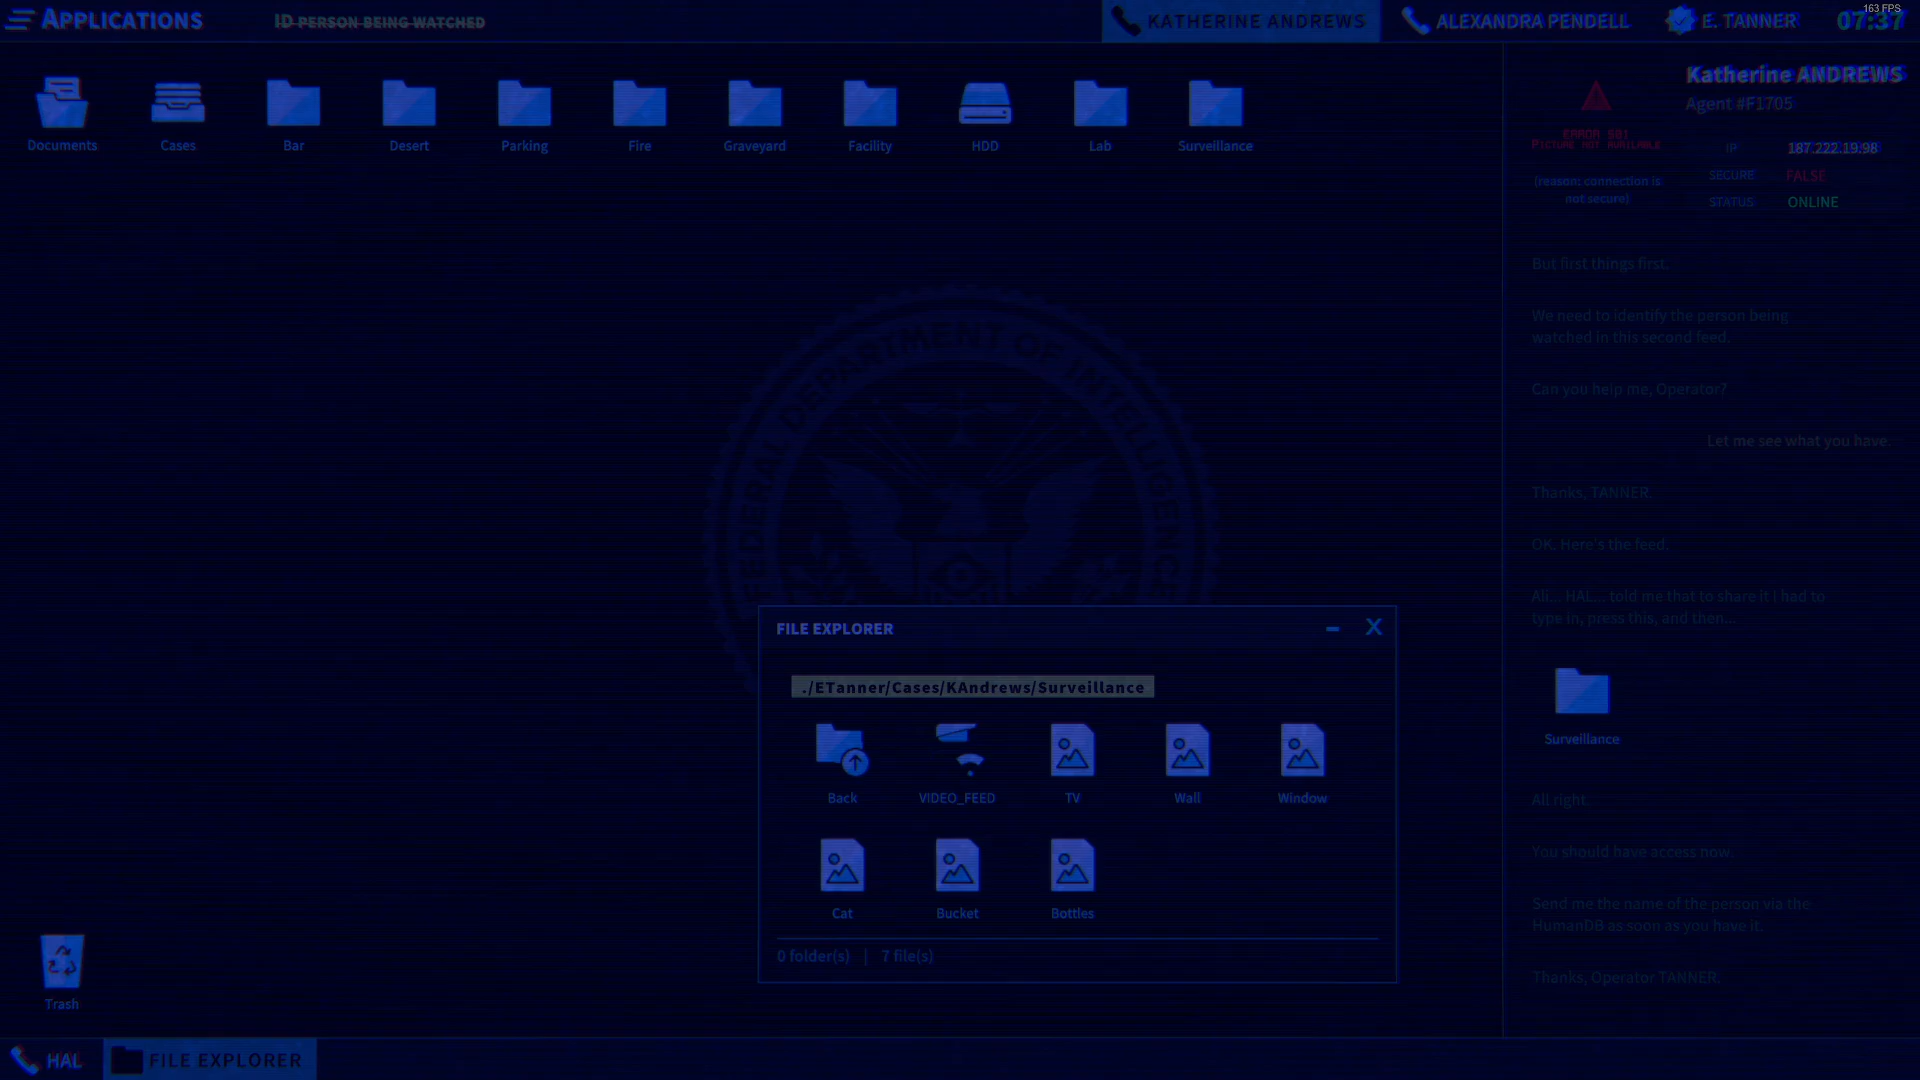 163 FPS
APPLICATIONS
ID PERSON BEING WATCHED
KATHERINE ANDREWS
ALEXANDRA PENDELL
E. TANNER
07:37
Documents
Cases
Bar
Desert
Parking
Fire
Graveyard
Facility
HDD
Lab
Surveillance
Katherine ANDREWS
Agent #F1705
ERROR 901
PICTURE NOT AVAILABLE
(reason: connection is
not secure)
IP 187.222.19.98
SECURE FALSE
STATUS ONLINE
But first things first.
We need to identify the person being
watched in this second feed.
Can you help me, Operator?
Let me see what you have.
Thanks, TANNER.
OK. Here's the feed.
Ali... HAL... told me that to share it I had to
type in, press this, and then...
Surveillance
All right.
You should have access now.
Send me the name of the person via the
HumanDB as soon as you have it.
Thanks, Operator TANNER.
FEDERAL DEPARTMENT OF INTELLIGENCE
FILE EXPLORER
- X
./ETanner/Cases/KAndrews/Surveillance
Back
VIDEO_FEED
TV
Wall
Window
Cat
Bucket
Bottles
0 folder(s) | 7 file(s)
Trash
HAL
FILE EXPLORER